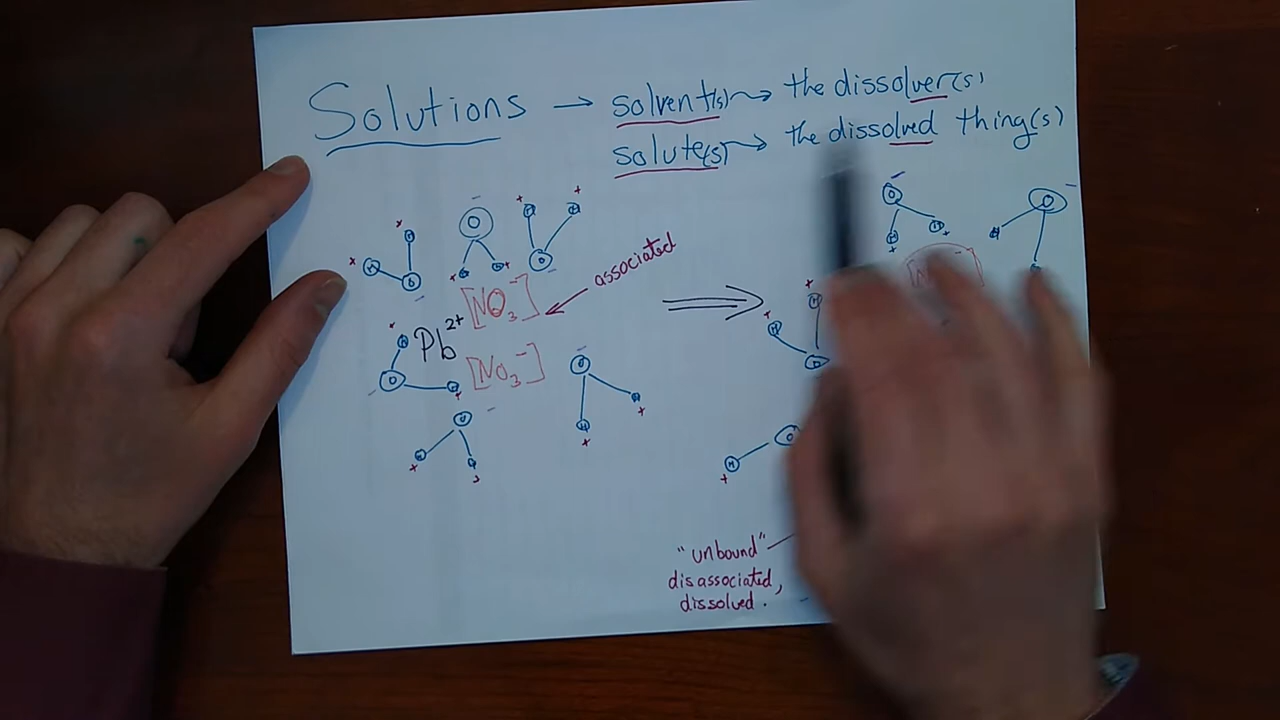 Solutions → solvent(s) → the dissolver(s)
solute(s) → the dissolved thing(s)
associated
[NO3-]
Pb2+
[NO3-]
"unbound"
disassociated,
dissolved.